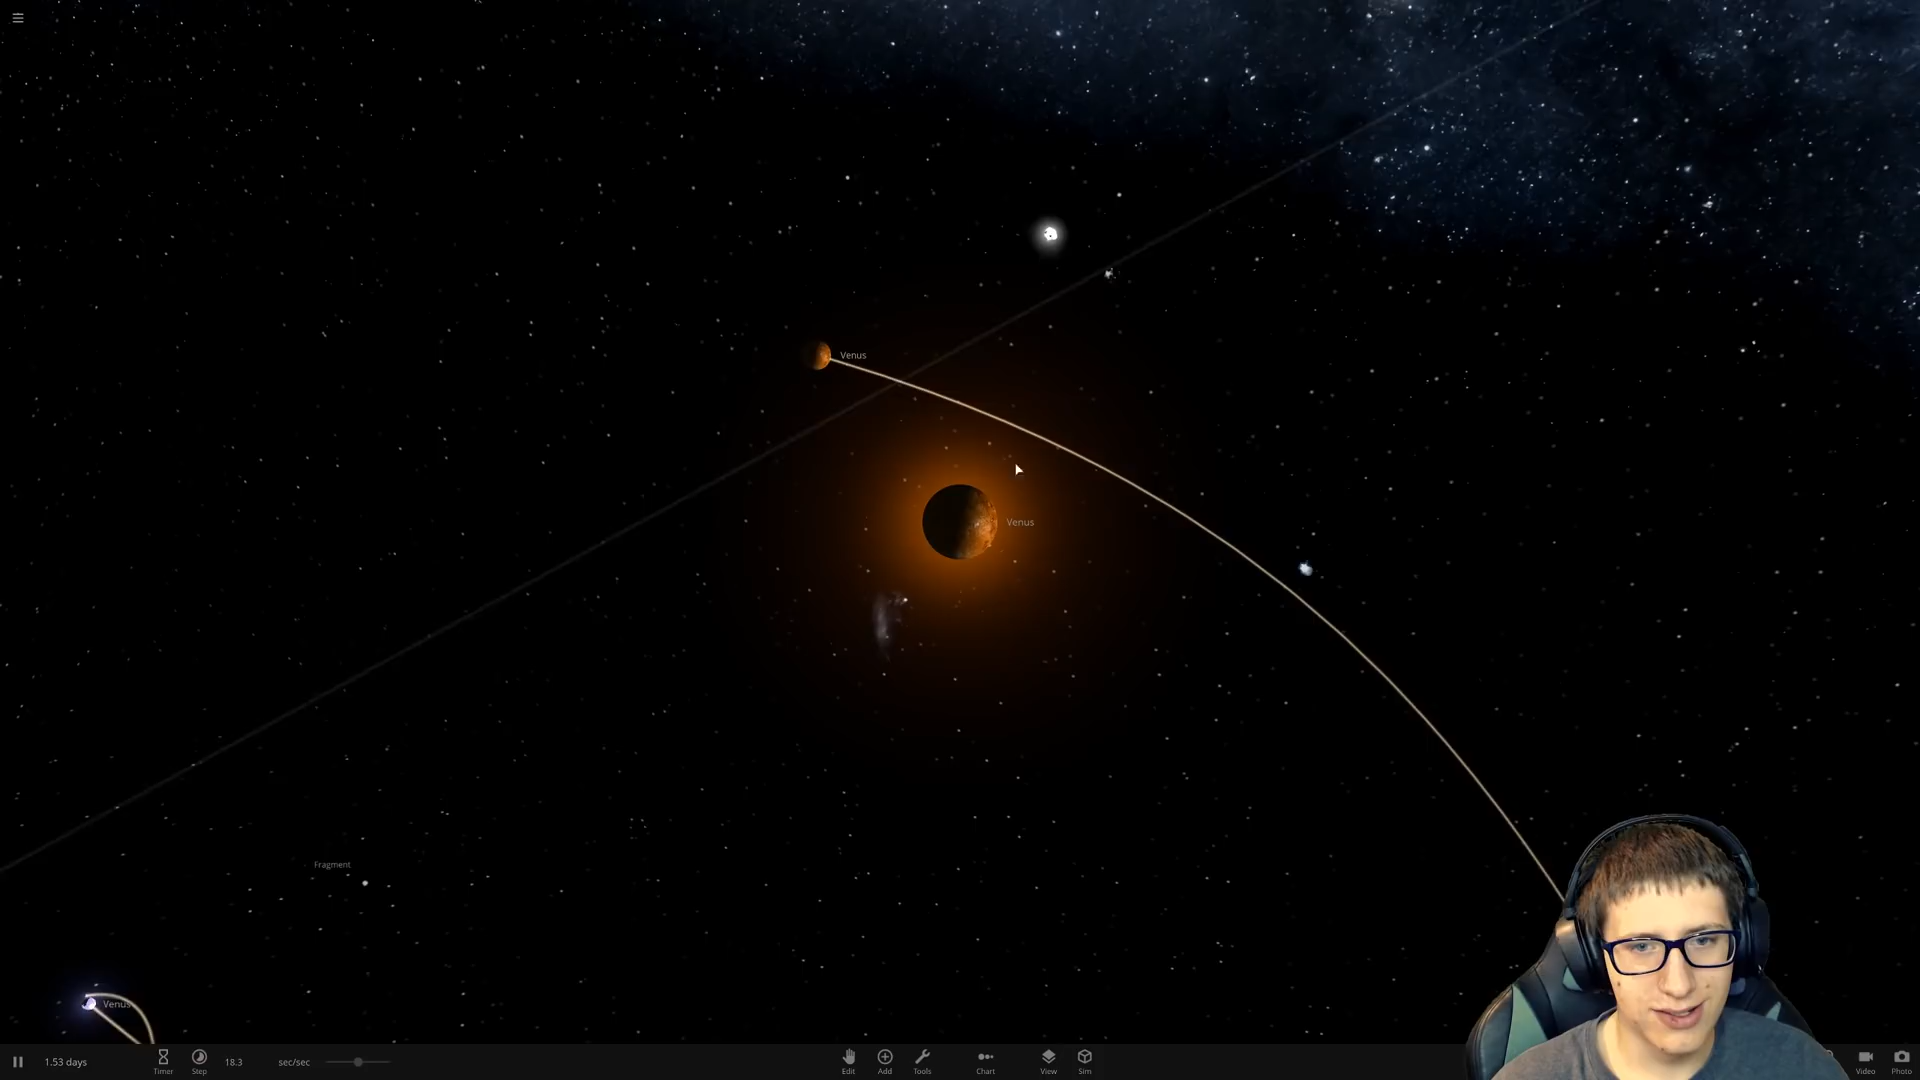 Venus
Venus
Fragment
Venus
1.53 days
Timer
Step
18.3
sec/sec
Edit
Add
Tools
Chart
View
Sim
Video
Photo